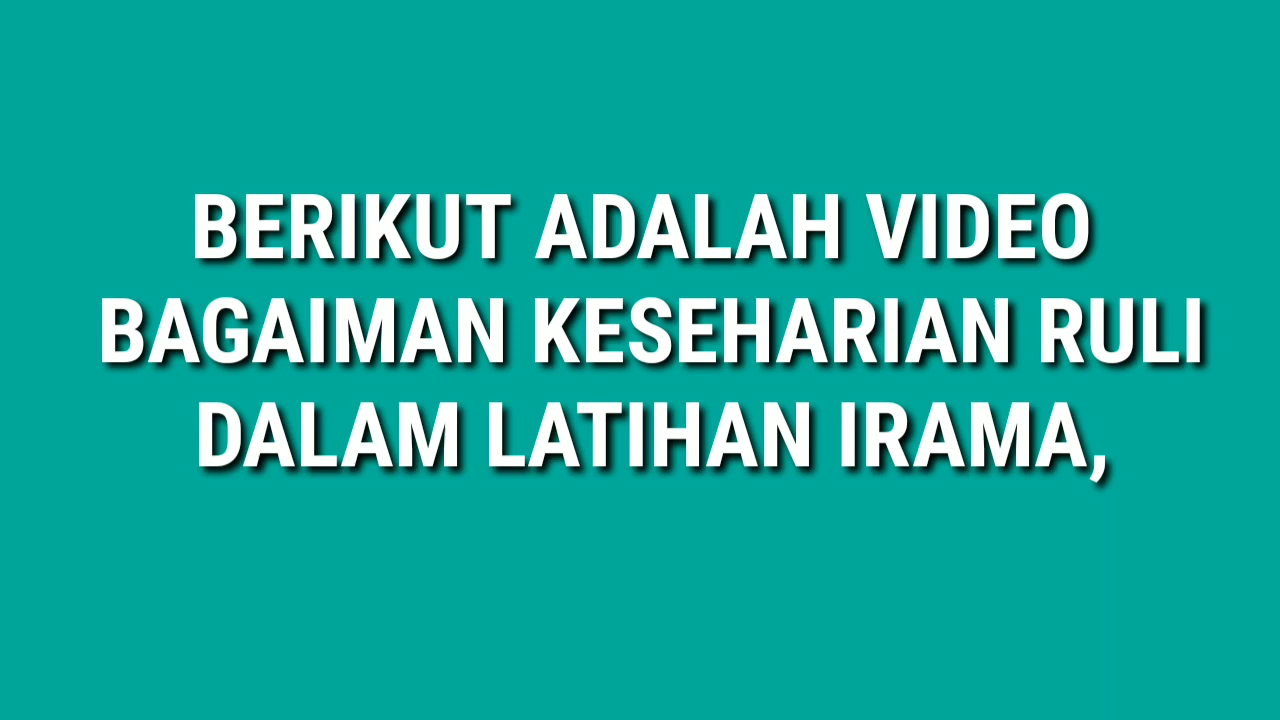 BERIKUT ADALAH VIDEO
BAGAIMAN KESEHARIAN RULI
DALAM LATIHAN IRAMA,